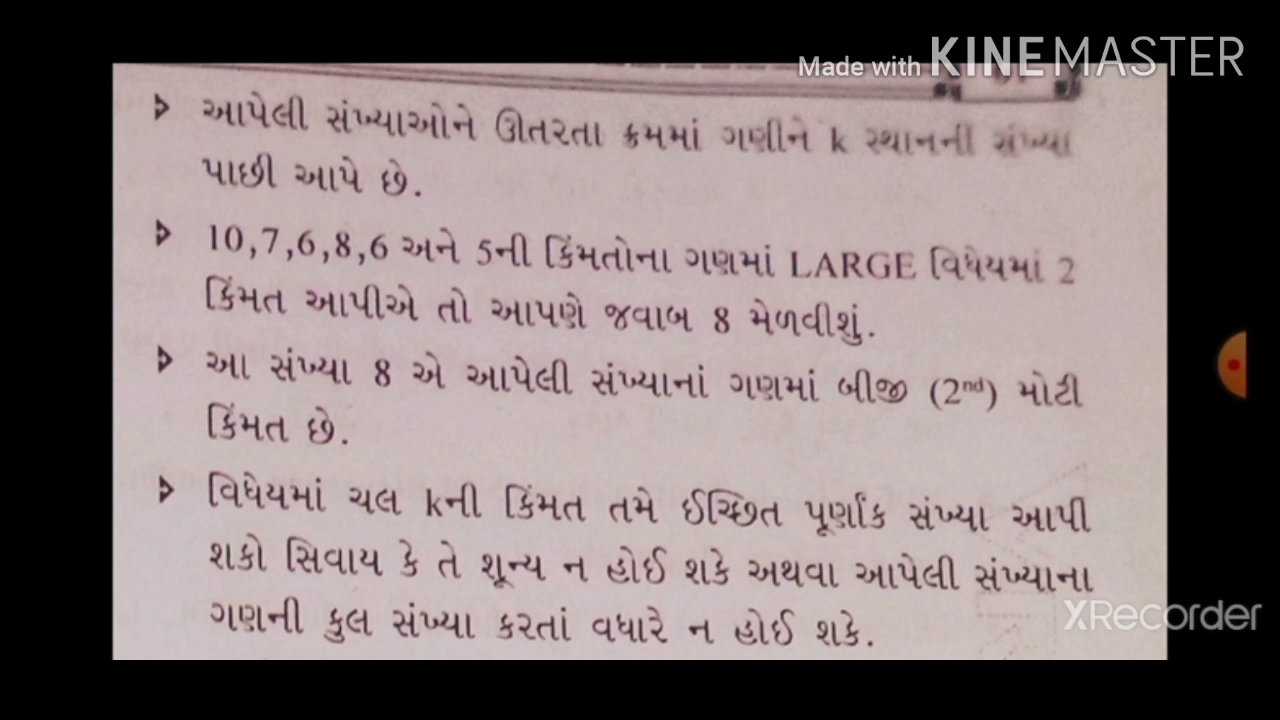 Made with KINEMASTER
➤ આપેલી સંખ્યાઓને ઊતરતા ક્રમમાં ગણીને k સ્થાનની સંખ્યા
પાછી આપે છે.
➤ 10,7,6,8,6 અને 5ની કિંમતોના ગણમાં LARGE વિધેયમાં 2
કિંમત આપીએ તો આપણે જવાબ 8 મેળવીશું.
➤ આ સંખ્યા 8 એ આપેલી સંખ્યાનાં ગણમાં બીજી (2nd) મોટી
કિંમત છે.
➤ વિધેયમાં ચલ kની કિંમત તમે ઈચ્છિત પૂર્ણાંક સંખ્યા આપી
શકો સિવાય કે તે શૂન્ય ન હોઈ શકે અથવા આપેલી સંખ્યાના
ગણની કુલ સંખ્યા કરતાં વધારે ન હોઈ શકે.
XRecorder